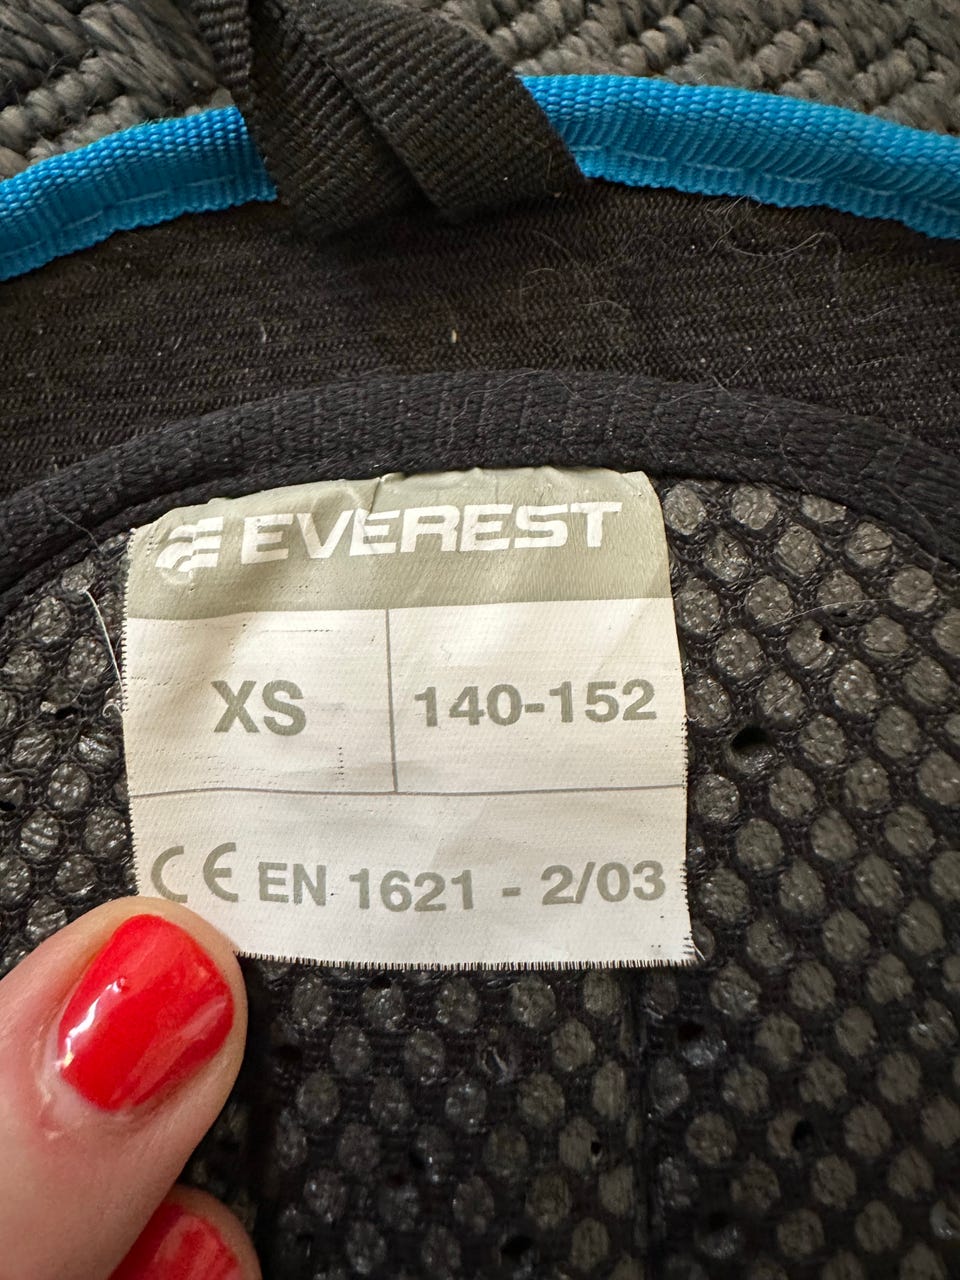 EVEREST
XS 140-152
CE EN 1621 - 2/03